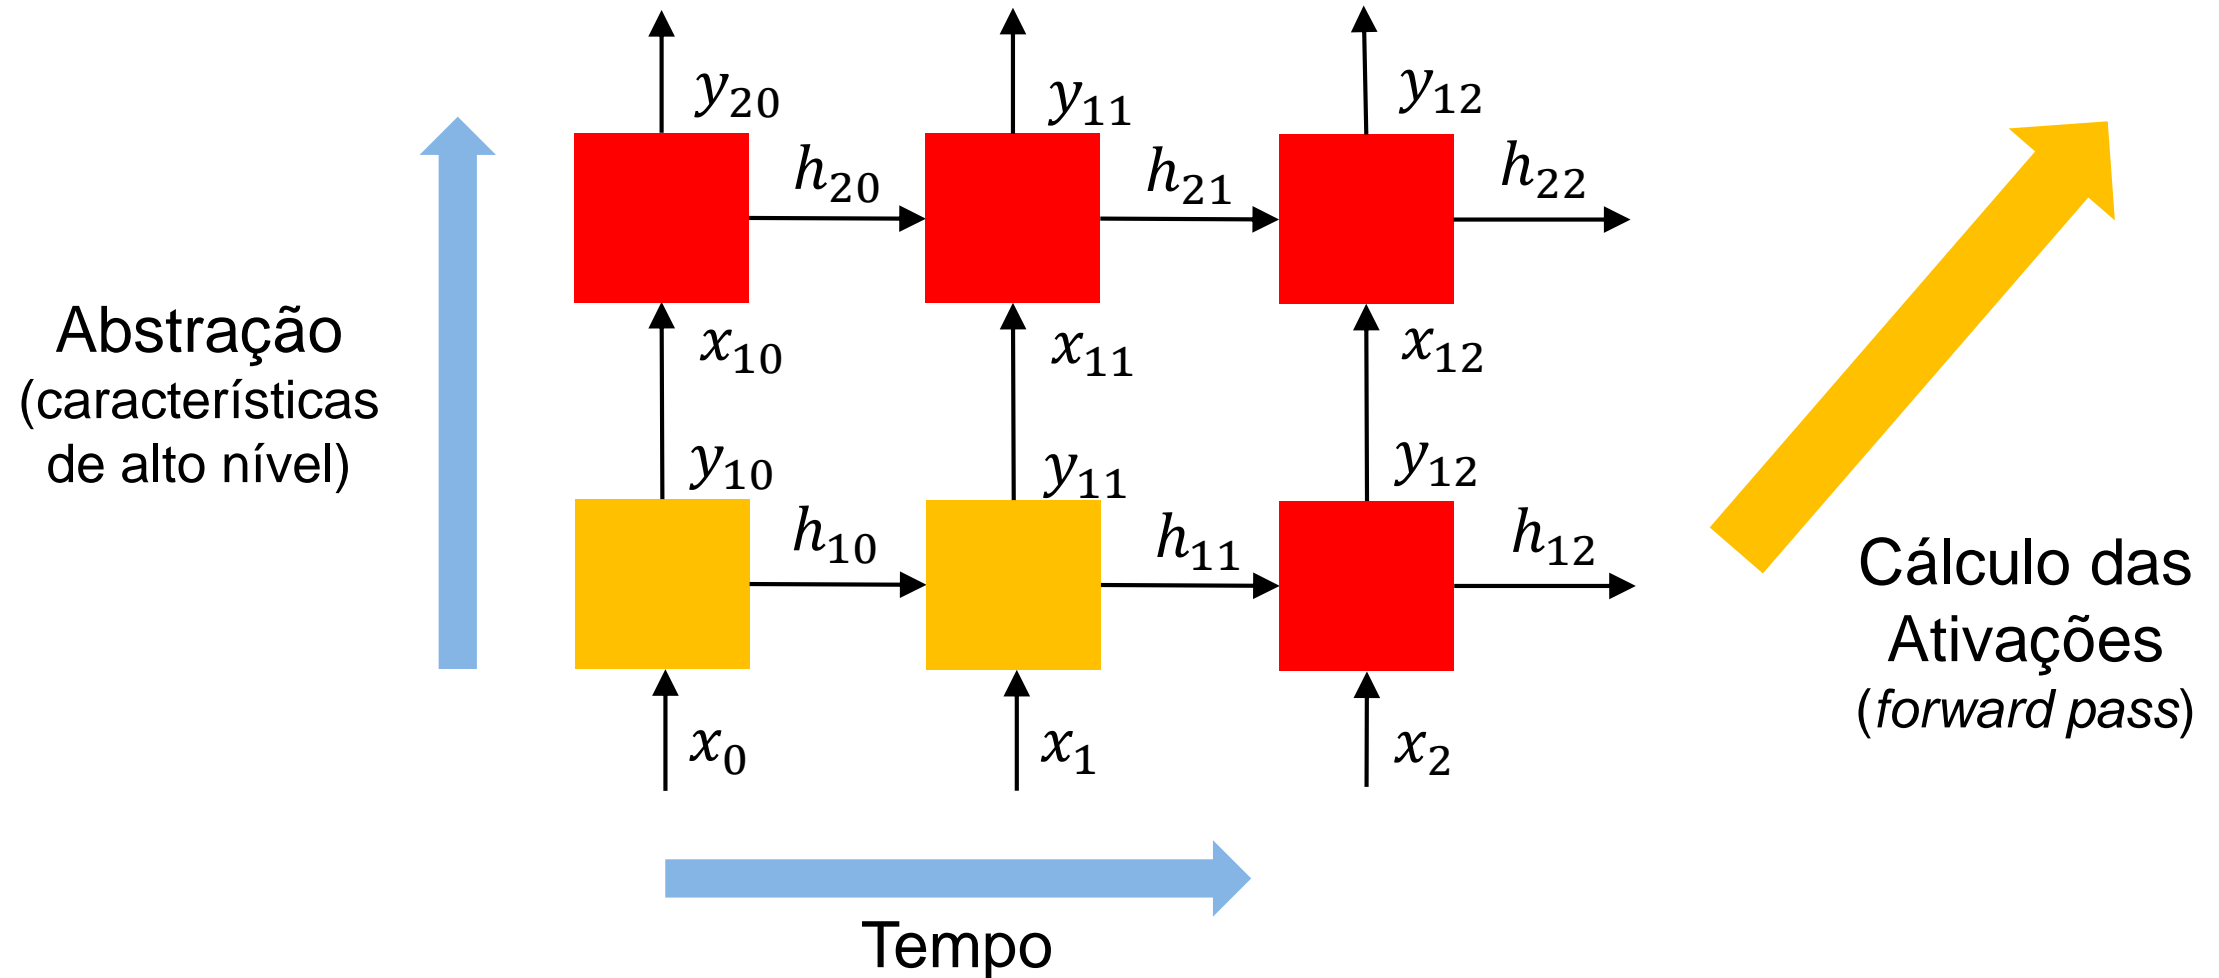 y₂₀ y₁₁ y₁₂
h₂₀ h₂₁ h₂₂
Abstração
(características
de alto nível)
x₁₀ x₁₁ x₁₂
y₁₀ y₁₁ y₁₂
h₁₀ h₁₁ h₁₂
Cálculo das
Ativações
(forward pass)
x₀ x₁ x₂
Tempo